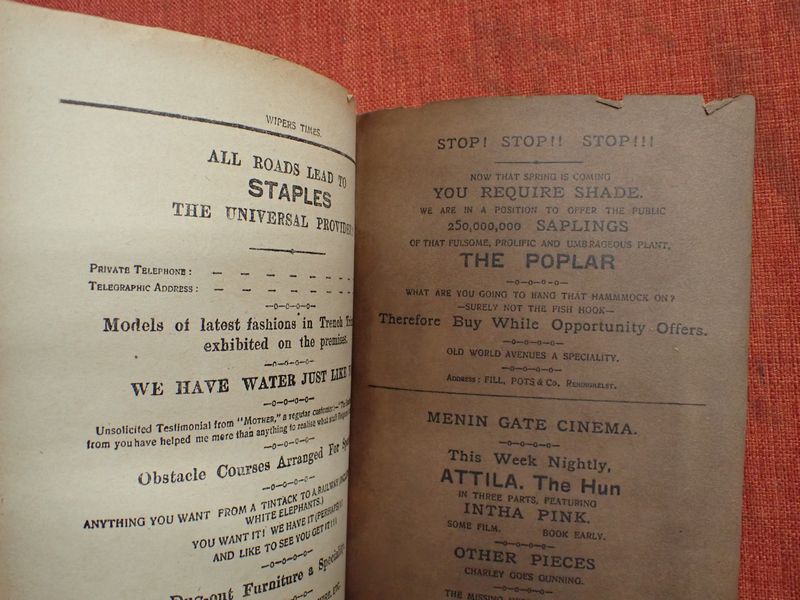 WIPERS TIMES.
ALL ROADS LEAD TO
STAPLES
THE UNIVERSAL PROVIDER
PRIVATE TELEPHONE : — — — — — — —
TELEGRAPHIC ADDRESS : — — — — — — —
Models of latest fashions in Trench
exhibited on the premises.
WE HAVE WATER JUST LIKE
Unsolicited Testimonial from "MOTHER," a regular customer:—
from you have helped me more than anything to realise what
Obstacle Courses Arranged For
ANYTHING YOU WANT FROM A TINTACK TO A RAILWAY
WHITE ELEPHANTS.)
YOU WANT IT! WE HAVE IT (PERHAPS)!
AND LIKE TO SEE YOU GET IT!!!
Dugout Furniture a Speciality
ETC.
STOP! STOP!! STOP!!!
NOW THAT SPRING IS COMING
YOU REQUIRE SHADE.
WE ARE IN A POSITION TO OFFER THE PUBLIC
250,000,000 SAPLINGS
OF THAT FULSOME, PROLIFIC AND UMBRAGEOUS PLANT,
THE POPLAR
WHAT ARE YOU GOING TO HANG THAT HAMMMOCK ON?
—SURELY NOT THE FISH HOOK—
Therefore Buy While Opportunity Offers.
OLD WORLD AVENUES A SPECIALITY.
ADDRESS: FILL, POTS & Co. RENINGHELST.
MENIN GATE CINEMA.
This Week Nightly,
ATTILA. The Hun
IN THREE PARTS, FEATURING
INTHA PINK.
SOME FILM. BOOK EARLY.
OTHER PIECES
CHARLEY GOES GUNNING.
THE MISSING